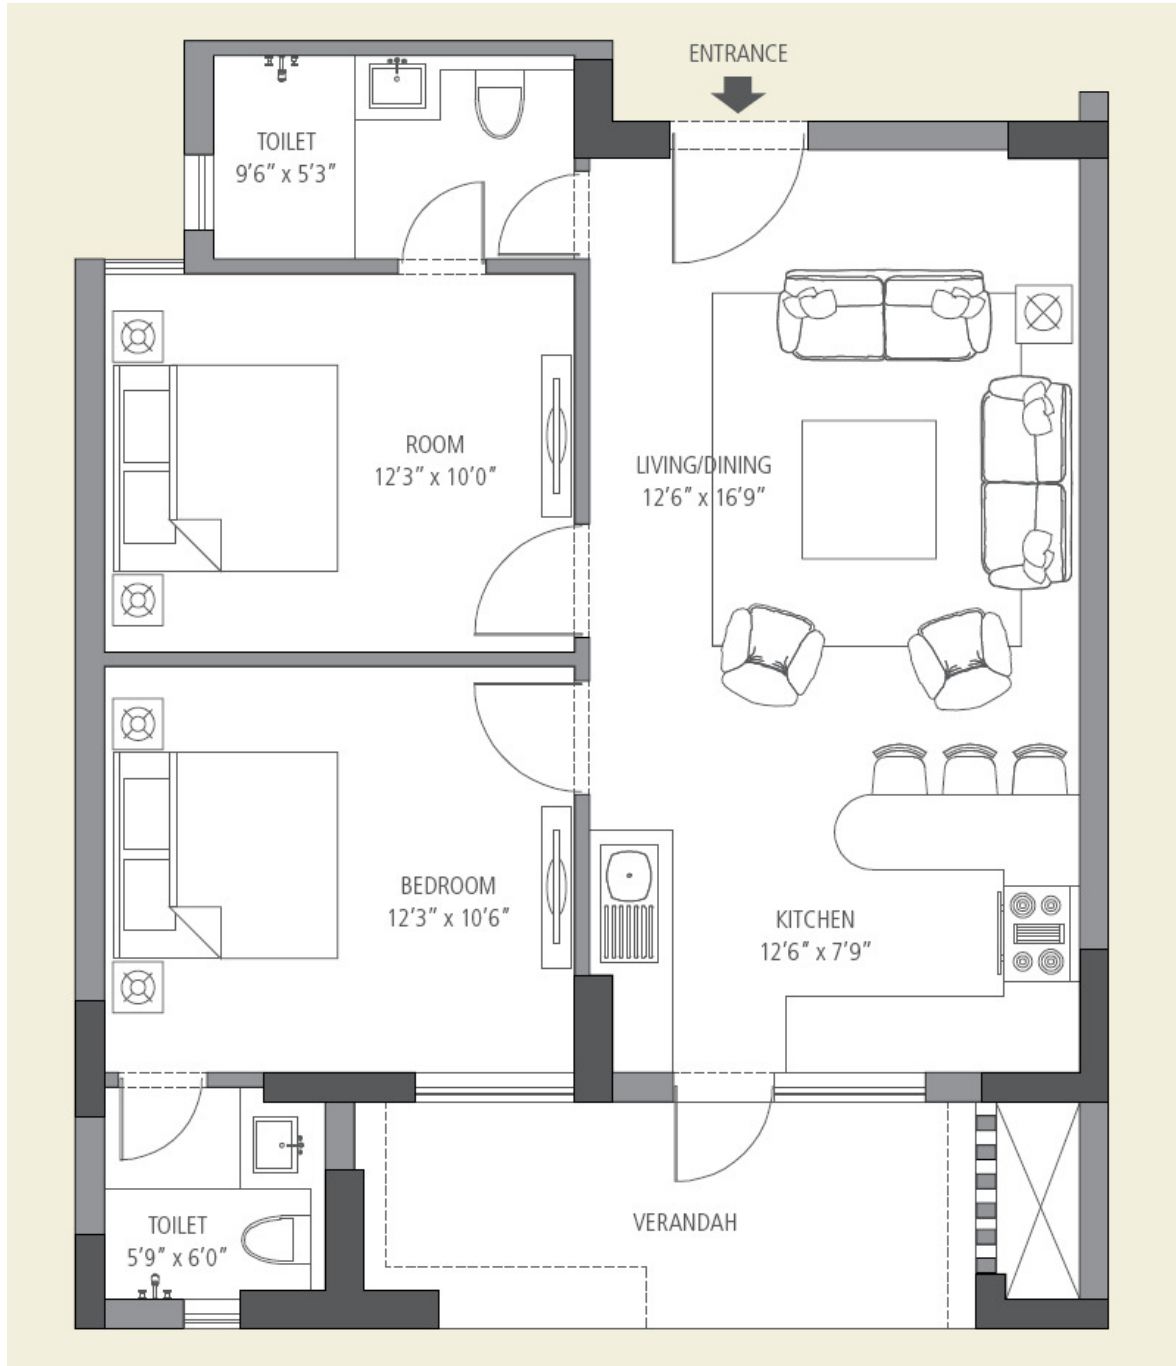 ENTRANCE
TOILET
9'6" x 5'3"
ROOM
12'3" x 10'0"
LIVING/DINING
12'6" x 16'9"
BEDROOM
12'3" x 10'6"
KITCHEN
12'6" x 7'9"
TOILET
5'9" x 6'0"
VERANDAH